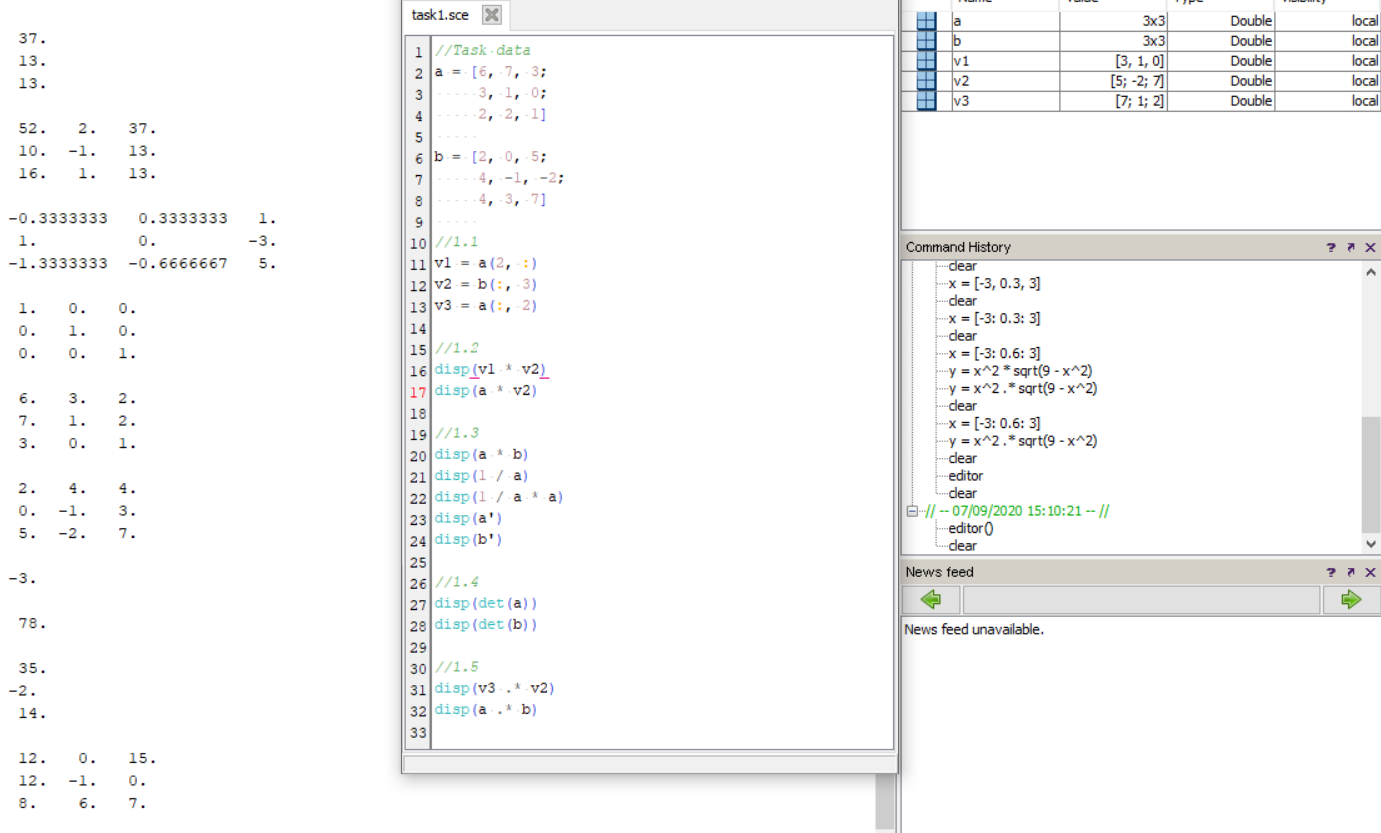 37.
13.
13.
52. 2. 37.
10. -1. 13.
16. 1. 13.
-0.3333333 0.3333333 1.
1. 0. -3.
-1.3333333 -0.6666667 5.
1. 0. 0.
0. 1. 0.
0. 0. 1.
6. 3. 2.
7. 1. 2.
3. 0. 1.
2. 4. 4.
0. -1. 3.
5. -2. 7.
-3.
78.
35.
-2.
14.
12. 0. 15.
12. -1. 0.
8. 6. 7.
task1.sce
1 //Task data
2 a = [6, 7, 3;
3 3, 1, 0;
4 2, 2, 1]
5
6 b = [2, 0, 5;
7 4, -1, -2;
8 4, 3, 7]
9
10 //1.1
11 v1 = a(2, :)
12 v2 = b(:, 3)
13 v3 = a(:, 2)
14
15 //1.2
16 disp(v1 * v2)
17 disp(a * v2)
18
19 //1.3
20 disp(a * b)
21 disp(1 / a)
22 disp(1 / a * a)
23 disp(a')
24 disp(b')
25
26 //1.4
27 disp(det(a))
28 disp(det(b))
29
30 //1.5
31 disp(v3 .* v2)
32 disp(a .* b)
33
Name Value Type Visibility
a 3x3 Double local
b 3x3 Double local
v1 [3, 1, 0] Double local
v2 [5; -2; 7] Double local
v3 [7; 1; 2] Double local
Command History
clear
x = [-3, 0.3, 3]
clear
x = [-3: 0.3: 3]
clear
x = [-3: 0.6: 3]
y = x^2 * sqrt(9 - x^2)
y = x^2 .* sqrt(9 - x^2)
clear
x = [-3: 0.6: 3]
y = x^2 .* sqrt(9 - x^2)
clear
editor
clear
// -- 07/09/2020 15:10:21 -- //
editor()
clear
News feed
News feed unavailable.